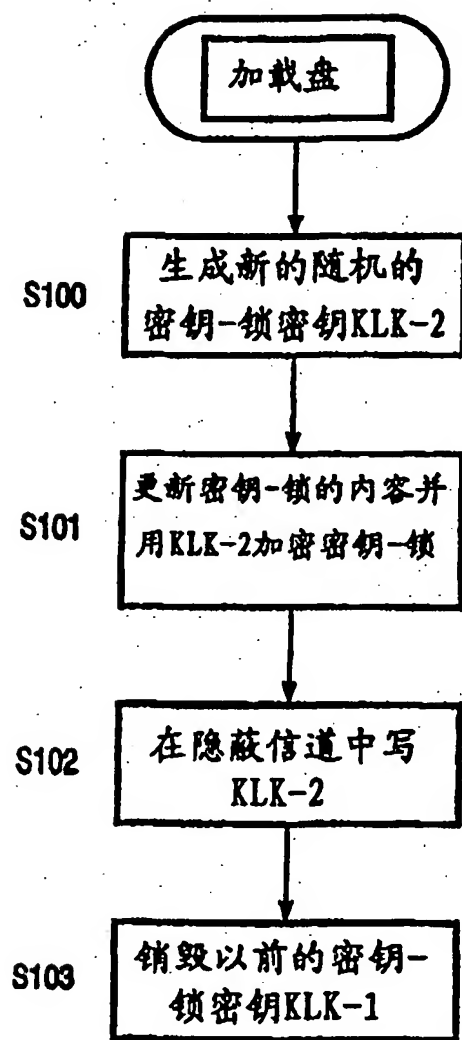 加载盘
S100
生成新的随机的
密钥-锁密钥KLK-2
S101
更新密钥-锁的内容并
用KLK-2加密密钥-锁
S102
在隐蔽信道中写
KLK-2
S103
销毁以前的密钥-
锁密钥KLK-1